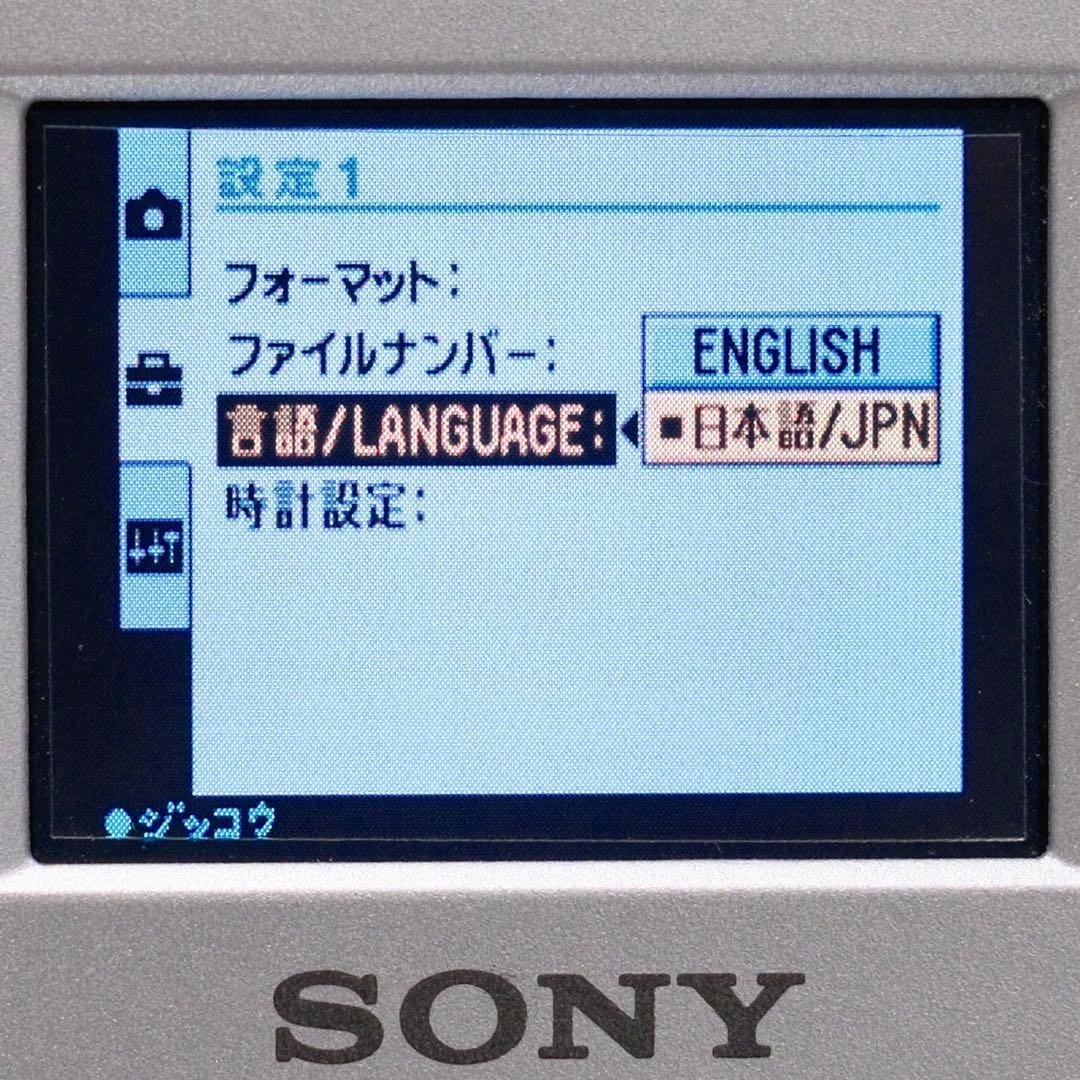 設定1
フォーマット:
ファイルナンバー:
ENGLISH
言語/LANGUAGE:
■日本語/JPN
時計設定:
●ジッコウ
SONY